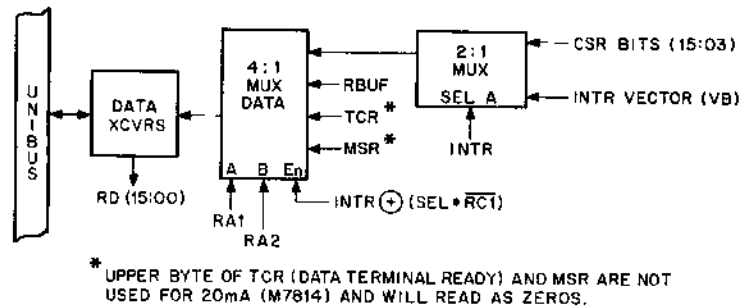 UNIBUS
DATA
XCVRS
RD (15:00)
4:1
MUX
DATA
A B En
RA1
RA2
RBUF
TCR *
MSR *
INTR ⊕ (SEL * R̅C̅1̅)
2:1
MUX
SEL A
INTR
CSR BITS (15:03)
INTR VECTOR (VB)
* UPPER BYTE OF TCR (DATA TERMINAL READY) AND MSR ARE NOT
USED FOR 20mA (M7814) AND WILL READ AS ZEROS.